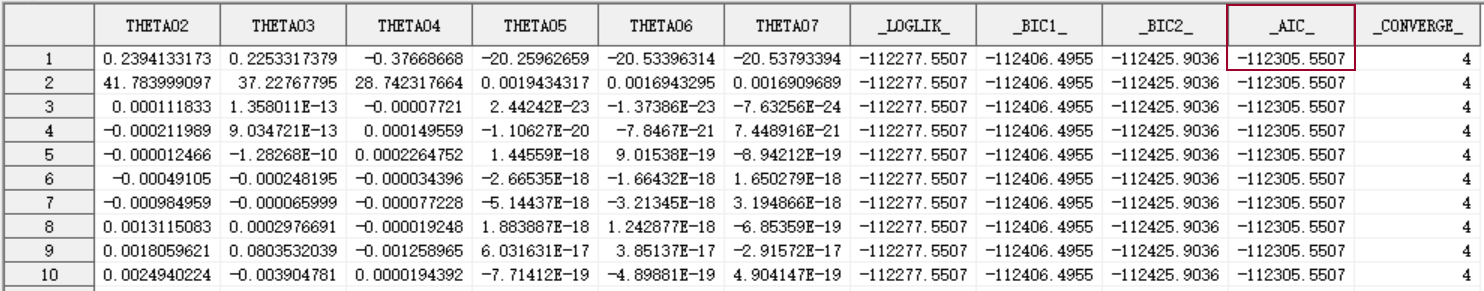 THETA02 THETA03 THETA04 THETA05 THETA06 THETA07 _LOGLIK_ _BIC1_ _BIC2_ _AIC_ _CONVERGE_
1 0.2394133173 0.2253317379 -0.37668668 -20.25962659 -20.53396314 -20.53793394 -112277.5507 -112406.4955 -112425.9036 -112305.5507 4
2 41.783999097 37.22767795 28.742317664 0.0019434317 0.0016943295 0.0016909689 -112277.5507 -112406.4955 -112425.9036 -112305.5507 4
3 0.000111833 1.358011E-13 -0.00007721 2.44242E-23 -1.37386E-23 -7.63256E-24 -112277.5507 -112406.4955 -112425.9036 -112305.5507 4
4 -0.000211989 9.034721E-13 0.000149559 -1.10627E-20 -7.8467E-21 7.448916E-21 -112277.5507 -112406.4955 -112425.9036 -112305.5507 4
5 -0.000012466 -1.28268E-10 0.0002264752 1.44559E-18 9.01538E-19 -8.94212E-19 -112277.5507 -112406.4955 -112425.9036 -112305.5507 4
6 -0.00049105 -0.000248195 -0.000034396 -2.66535E-18 -1.66432E-18 1.650279E-18 -112277.5507 -112406.4955 -112425.9036 -112305.5507 4
7 -0.000984959 -0.000065999 -0.000077228 -5.14437E-18 -3.21345E-18 3.194866E-18 -112277.5507 -112406.4955 -112425.9036 -112305.5507 4
8 0.0013115083 0.0002976691 -0.000019248 1.883887E-18 1.242877E-18 -6.85359E-19 -112277.5507 -112406.4955 -112425.9036 -112305.5507 4
9 0.0018059621 0.0803532039 -0.001258965 6.031631E-17 3.85137E-17 -2.91572E-17 -112277.5507 -112406.4955 -112425.9036 -112305.5507 4
10 0.0024940224 -0.003904781 0.0000194392 -7.71412E-19 -4.89881E-19 4.904147E-19 -112277.5507 -112406.4955 -112425.9036 -112305.5507 4